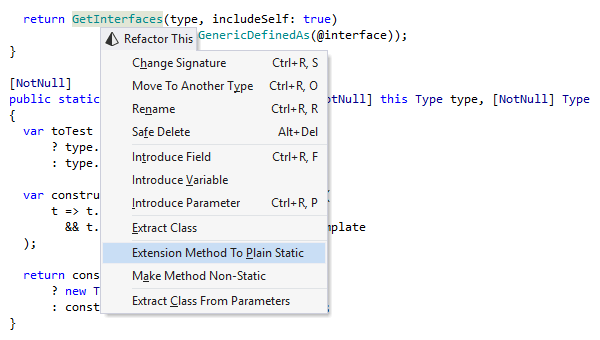 return GetInterfaces(type, includeSelf: true)
Refactor This
GenericDefinedAs(@interface));
}
Change Signature Ctrl+R, S
[NotNull]
Move To Another Type Ctrl+R, O
public static otNull] this Type type, [NotNull] Type
Rename Ctrl+R, R
{
Safe Delete Alt+Del
var toTest
? type.
Introduce Field Ctrl+R, F
: type.
Introduce Variable
var constru
Introduce Parameter Ctrl+R, P
t => t.
Extract Class
&& t. mplate
);
Extension Method To Plain Static
return cons
Make Method Non-Static
? new T
Extract Class From Parameters
: const ;
}